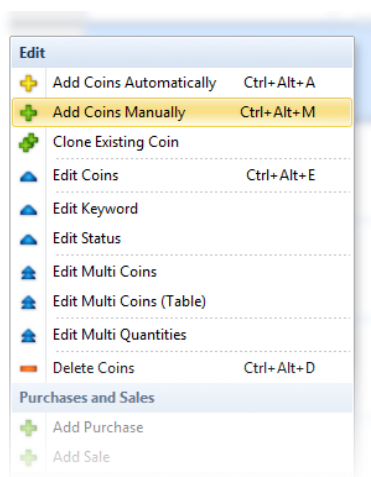 Edit
Add Coins Automatically Ctrl+Alt+A
Add Coins Manually Ctrl+Alt+M
Clone Existing Coin
Edit Coins Ctrl+Alt+E
Edit Keyword
Edit Status
Edit Multi Coins
Edit Multi Coins (Table)
Edit Multi Quantities
Delete Coins Ctrl+Alt+D
Purchases and Sales
Add Purchase
Add Sale